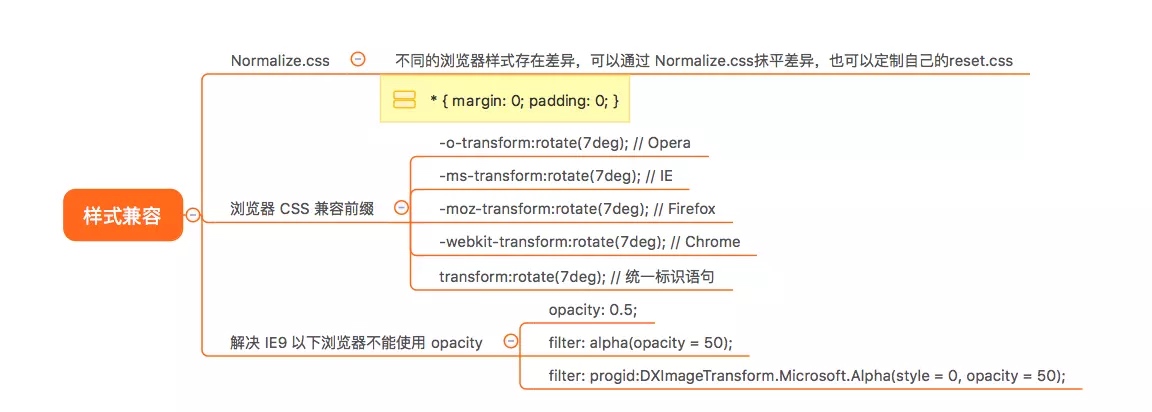 样式兼容
Normalize.css
不同的浏览器样式存在差异，可以通过 Normalize.css抹平差异，也可以定制自己的reset.css
* { margin: 0; padding: 0; }
浏览器 CSS 兼容前缀
-o-transform:rotate(7deg); // Opera
-ms-transform:rotate(7deg); // IE
-moz-transform:rotate(7deg); // Firefox
-webkit-transform:rotate(7deg); // Chrome
transform:rotate(7deg); // 统一标识语句
解决 IE9 以下浏览器不能使用 opacity
opacity: 0.5;
filter: alpha(opacity = 50);
filter: progid:DXImageTransform.Microsoft.Alpha(style = 0, opacity = 50);